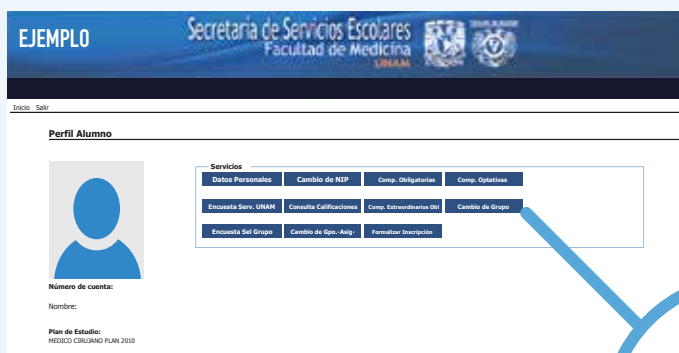 EJEMPLO
Secretaria de Servicios Escolares
Facultad de Medicina
UNAM
Inicio Salir
Perfil Alumno
Servicios
Datos Personales Cambio de NIP Comp. Obligatorias Comp. Optativas
Encuesta Serv. UNAM Consulta Calificaciones Comp. Extraordinarios Obl Cambio de Grupo
Encuesta Sel Grupo Cambio de Gpo.-Asig- Formalizar Inscripción
Número de cuenta:
Nombre:
Plan de Estudio:
MEDICO CIRUJANO PLAN 2010